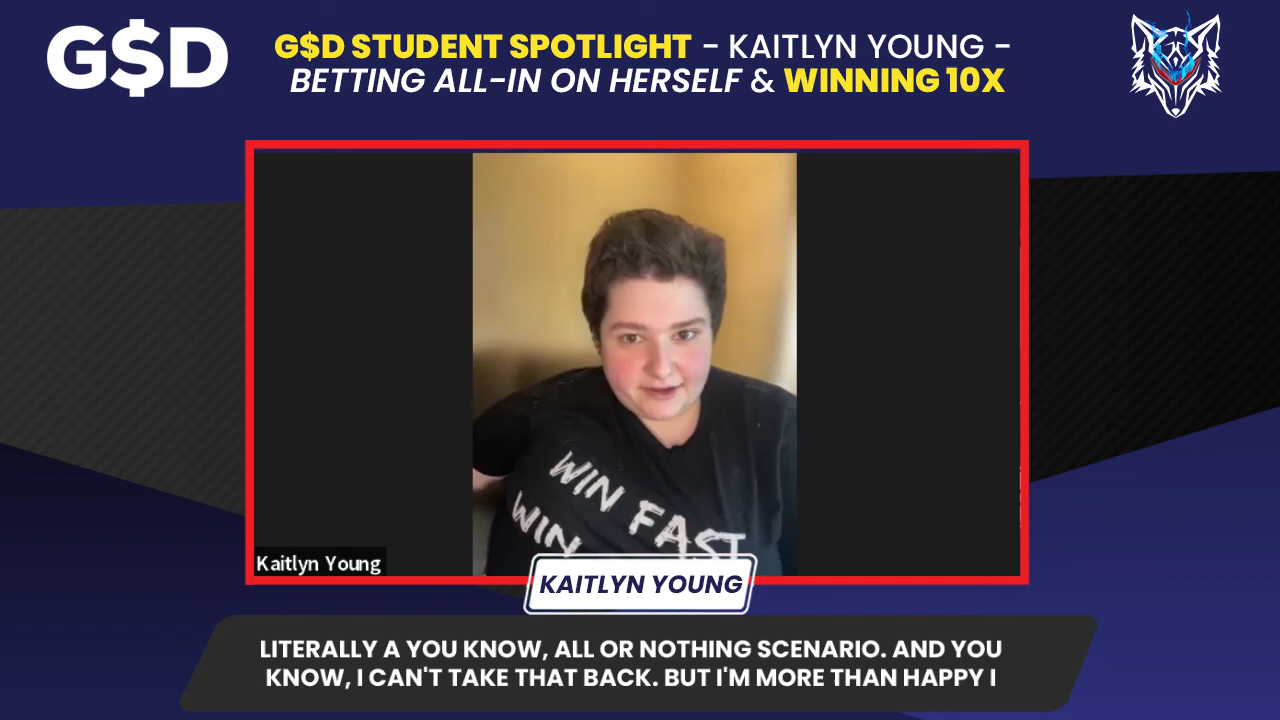 G$D
G$D STUDENT SPOTLIGHT - KAITLYN YOUNG -
BETTING ALL-IN ON HERSELF & WINNING 10X
WIN FAST
WIN
Kaitlyn Young
KAITLYN YOUNG
LITERALLY A YOU KNOW, ALL OR NOTHING SCENARIO. AND YOU
KNOW, I CAN'T TAKE THAT BACK. BUT I'M MORE THAN HAPPY I